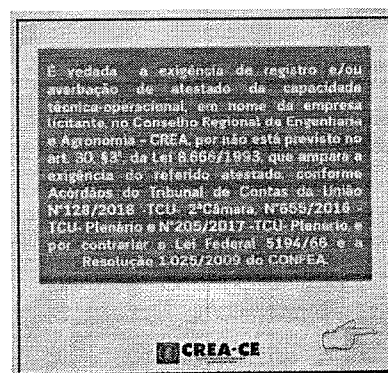 É vedada a exigência de registro e/ou
averbação de atestado da capacidade
técnica-operacional, em nome da empresa
licitante, no Conselho Regional de Engenharia
e Agronomia - CREA, por não está previsto no
art. 30, §3º, da Lei 8.666/1993, que ampara a
exigência do referido atestado, conforme
Acórdãos do Tribunal de Contas da União
Nº128/2018 -TCU- 2ªCâmara, Nº655/2016 -
TCU- Plenário e Nº205/2017 -TCU- Plenário, e
por contrariar a Lei Federal 5194/66 e a
Resolução 1.025/2009 do CONFEA.
CREA-CE